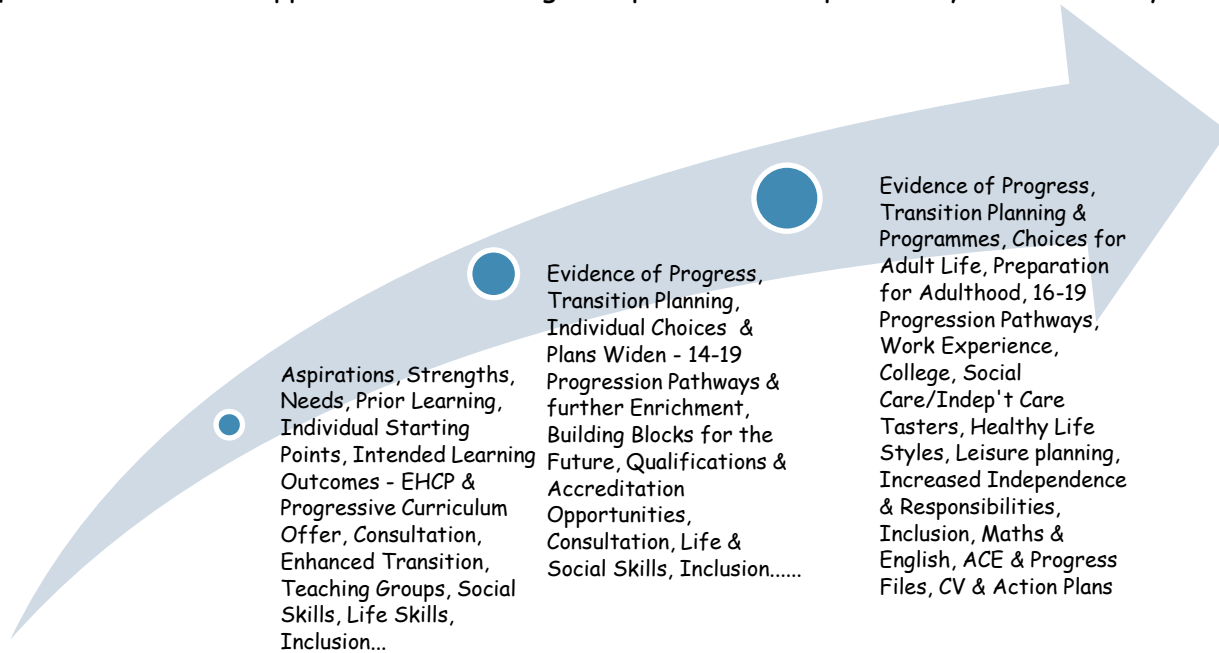 Aspirations, Strengths,
Needs, Prior Learning,
Individual Starting
Points, Intended Learning
Outcomes - EHCP &
Progressive Curriculum
Offer, Consultation,
Enhanced Transition,
Teaching Groups, Social
Skills, Life Skills,
Inclusion...
Evidence of Progress,
Transition Planning,
Individual Choices &
Plans Widen - 14-19
Progression Pathways &
further Enrichment,
Building Blocks for the
Future, Qualifications &
Accreditation
Opportunities,
Consultation, Life &
Social Skills, Inclusion......
Evidence of Progress,
Transition Planning &
Programmes, Choices for
Adult Life, Preparation
for Adulthood, 16-19
Progression Pathways,
Work Experience,
College, Social
Care/Indep't Care
Tasters, Healthy Life
Styles, Leisure planning,
Increased Independence
& Responsibilities,
Inclusion, Maths &
English, ACE & Progress
Files, CV & Action Plans